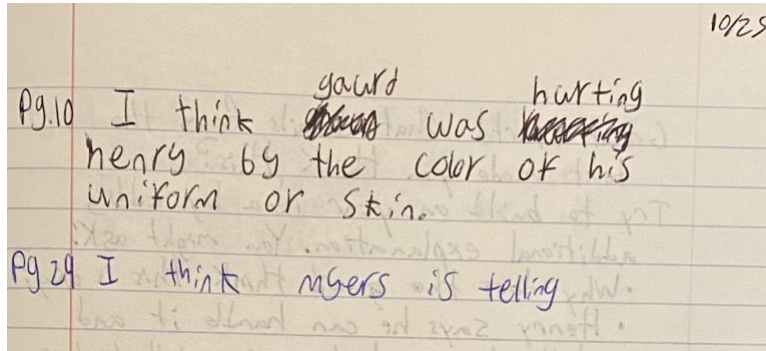 10/25
gaurd hurting
Pg.10 I think was
henry by the color of his
uniform or skin.
Pg 29 I think myers is telling